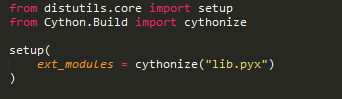 from distutils.core import setup
from Cython.Build import cythonize

setup(
    ext_modules = cythonize("lib.pyx")
)